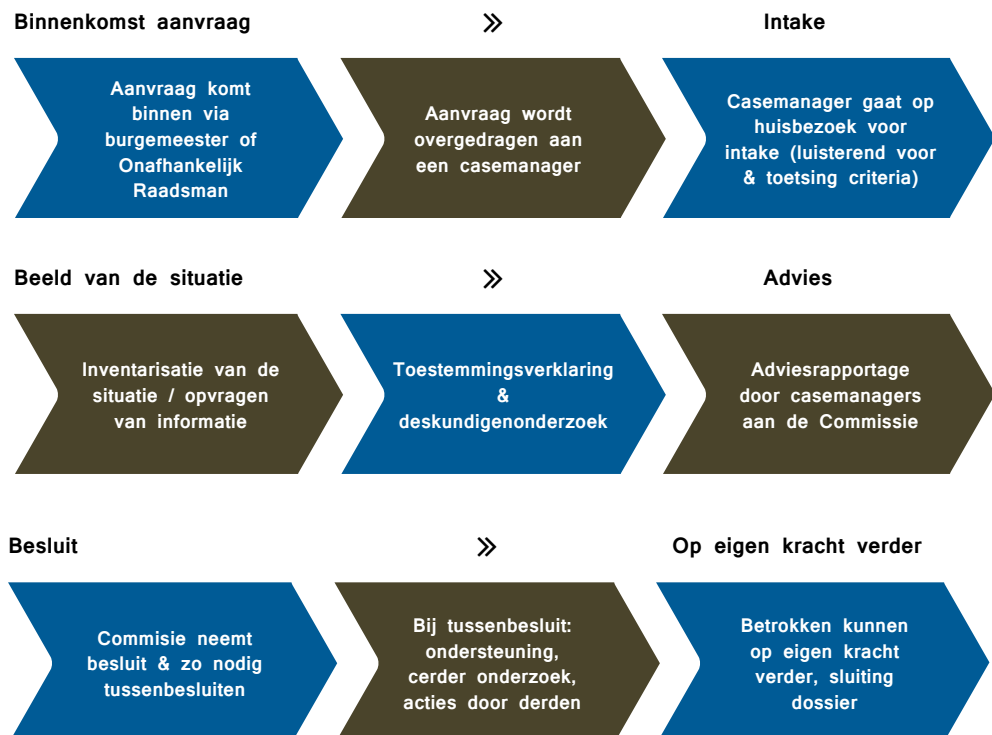 Binnenkomst aanvraag
»
Intake
Aanvraag komt
binnen via
burgemeester of
Onafhankelijk
Raadsman
Aanvraag wordt
overgedragen aan
een casemanager
Casemanager gaat op
huisbezoek voor
intake (luisterend voor
& toetsing criteria)
Beeld van de situatie
»
Advies
Inventarisatie van de
situatie / opvragen
van informatie
Toestemmingsverklaring
&
deskundigenonderzoek
Adviesrapportage
door casemanagers
aan de Commissie
Besluit
»
Op eigen kracht verder
Commisie neemt
besluit & zo nodig
tussenbesluiten
Bij tussenbesluit:
ondersteuning,
cerder onderzoek,
acties door derden
Betrokken kunnen
op eigen kracht
verder, sluiting
dossier